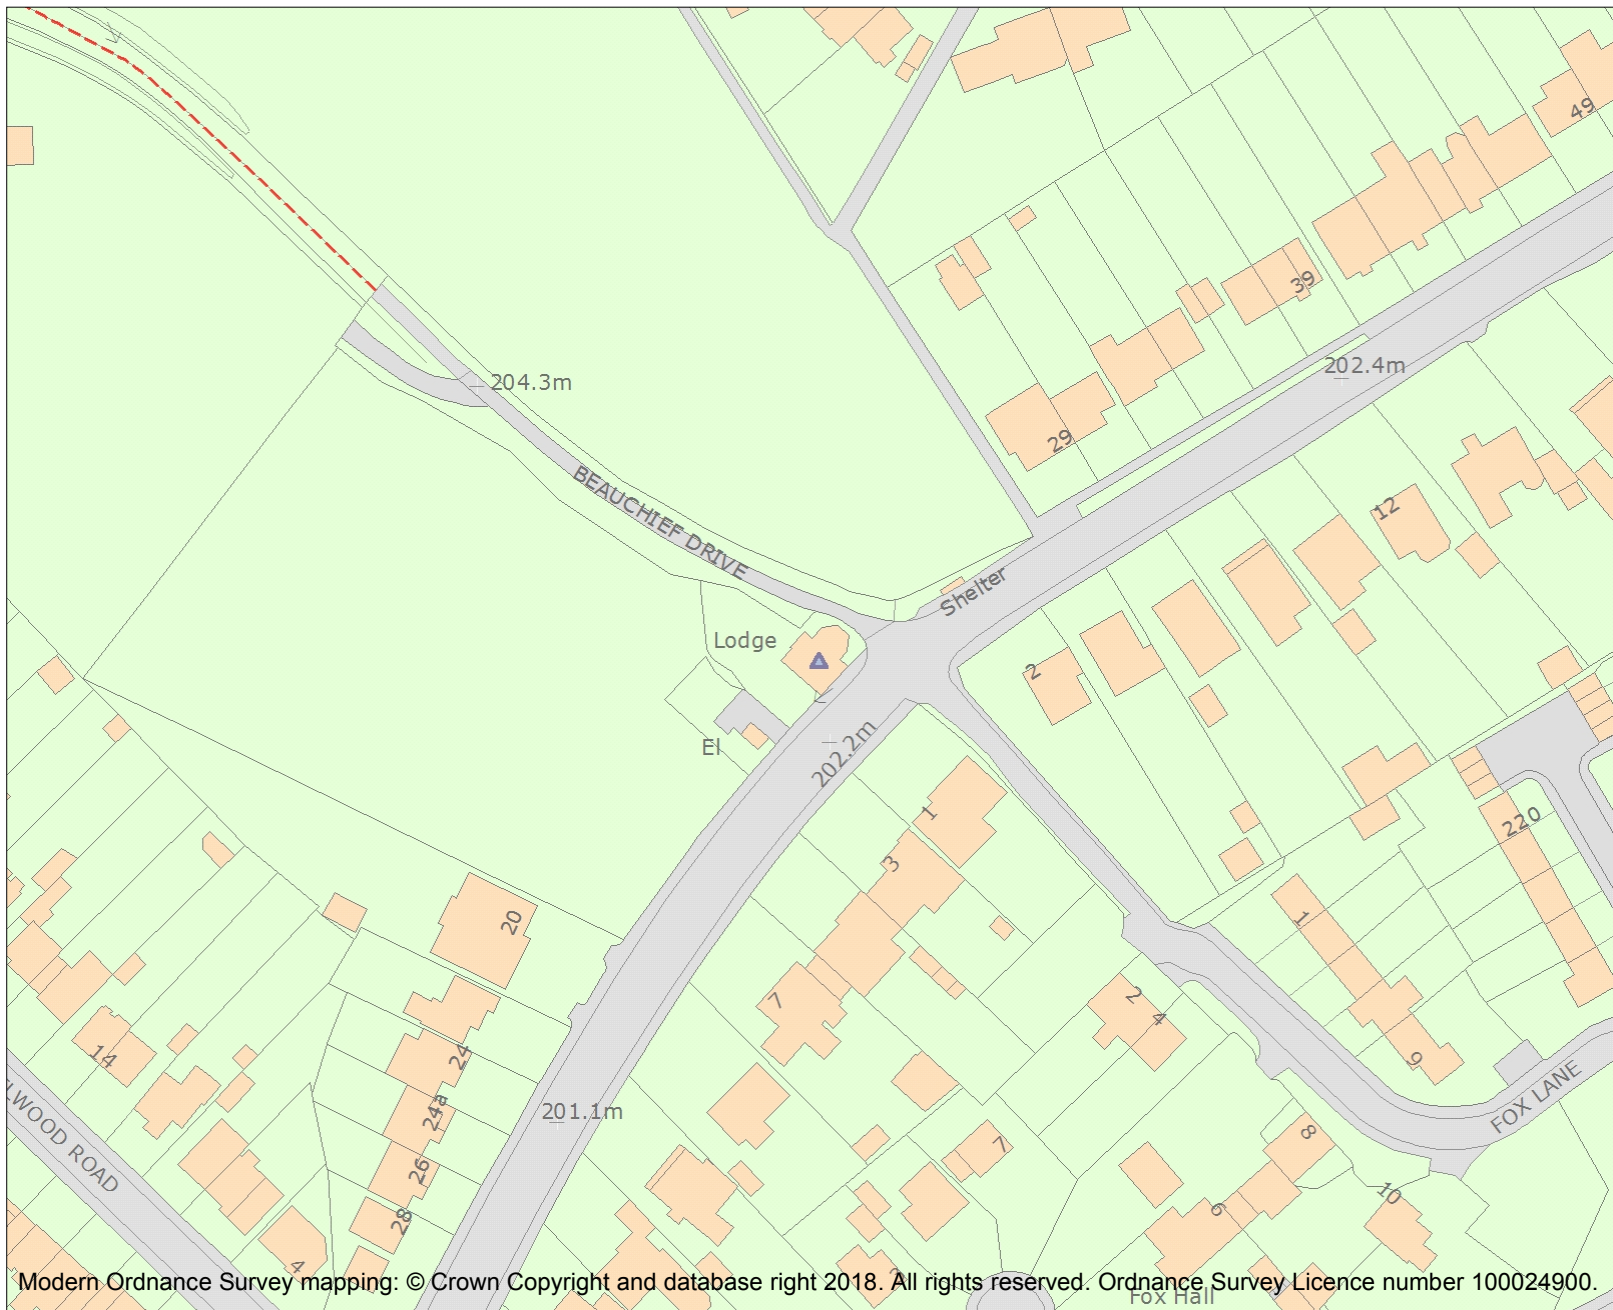 49
39
202.4m
204.3m
29
BEAUCHIEF DRIVE
12
Shelter
Lodge
2
El
202.2m
1
220
3
20
1
7
2
4
14
24
9
24a
201.1m
FOX LANE
ELWOOD ROAD
8
7
26
10
6
28
4
Fox Hall
Modern Ordnance Survey mapping: © Crown Copyright and database right 2018. All rights reserved. Ordnance Survey Licence number 100024900.